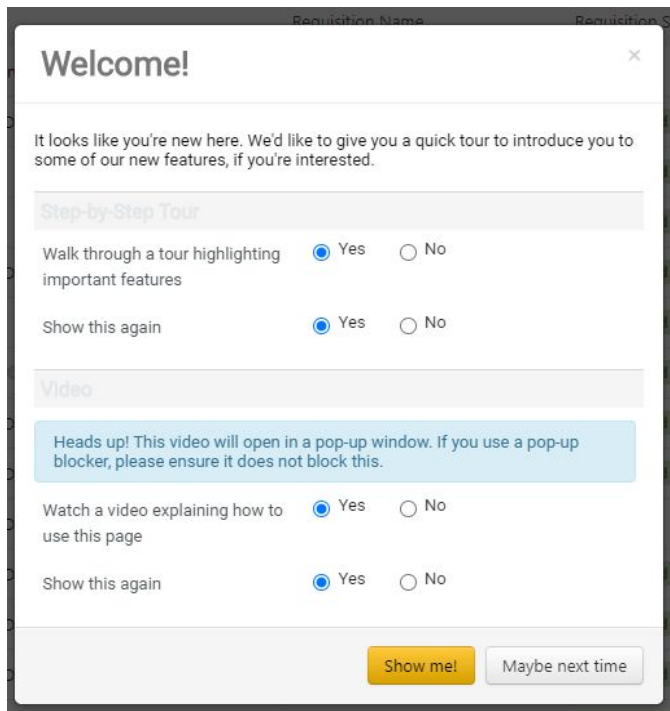 Requisition Name
Requisition S
Welcome!
×
It looks like you're new here. We'd like to give you a quick tour to introduce you to
some of our new features, if you're interested.
Step-by-Step Tour
Walk through a tour highlighting
important features
Yes
No
Show this again
Yes
No
Video
Heads up! This video will open in a pop-up window. If you use a pop-up
blocker, please ensure it does not block this.
Watch a video explaining how to
use this page
Yes
No
Show this again
Yes
No
Show me!
Maybe next time